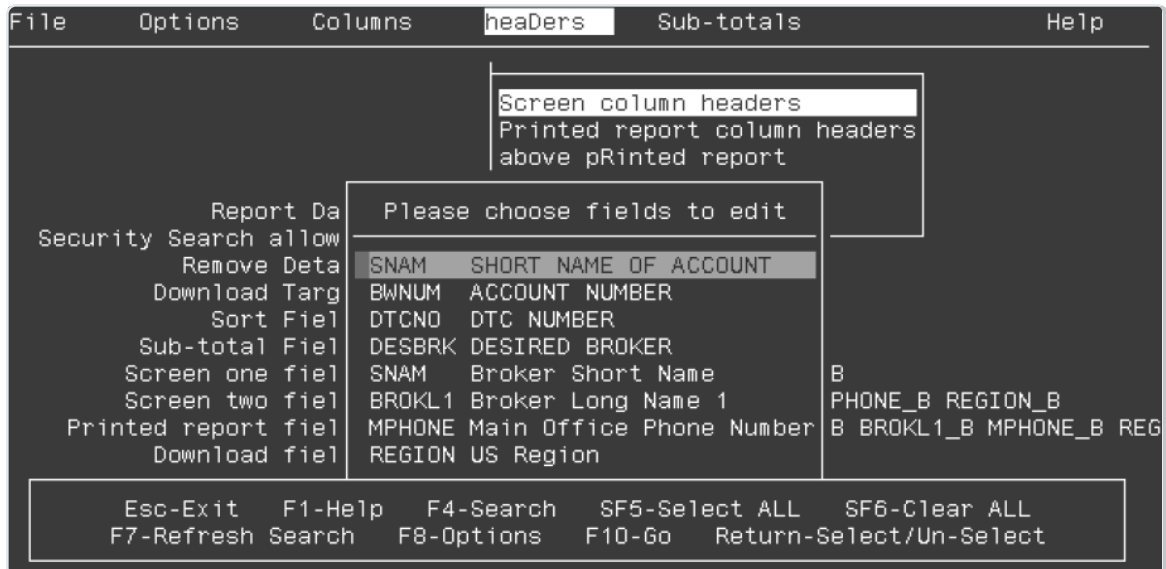 File Options Columns heaDers Sub-totals Help
Screen column headers
Printed report column headers
above pRinted report
Report Da
Please choose fields to edit
Security Search allow
Remove Deta SNAM SHORT NAME OF ACCOUNT
Download Targ BWNUM ACCOUNT NUMBER
Sort Fiel DTCNO DTC NUMBER
Sub-total Fiel DESBRK DESIRED BROKER
Screen one fiel SNAM Broker Short Name B
Screen two fiel BROKL1 Broker Long Name 1 PHONE_B REGION_B
Printed report fiel MPHONE Main Office Phone Number B BROKL1_B MPHONE_B REG
Download fiel REGION US Region
Esc-Exit F1-Help F4-Search SF5-Select ALL SF6-Clear ALL
F7-Refresh Search F8-Options F10-Go Return-Select/Un-Select